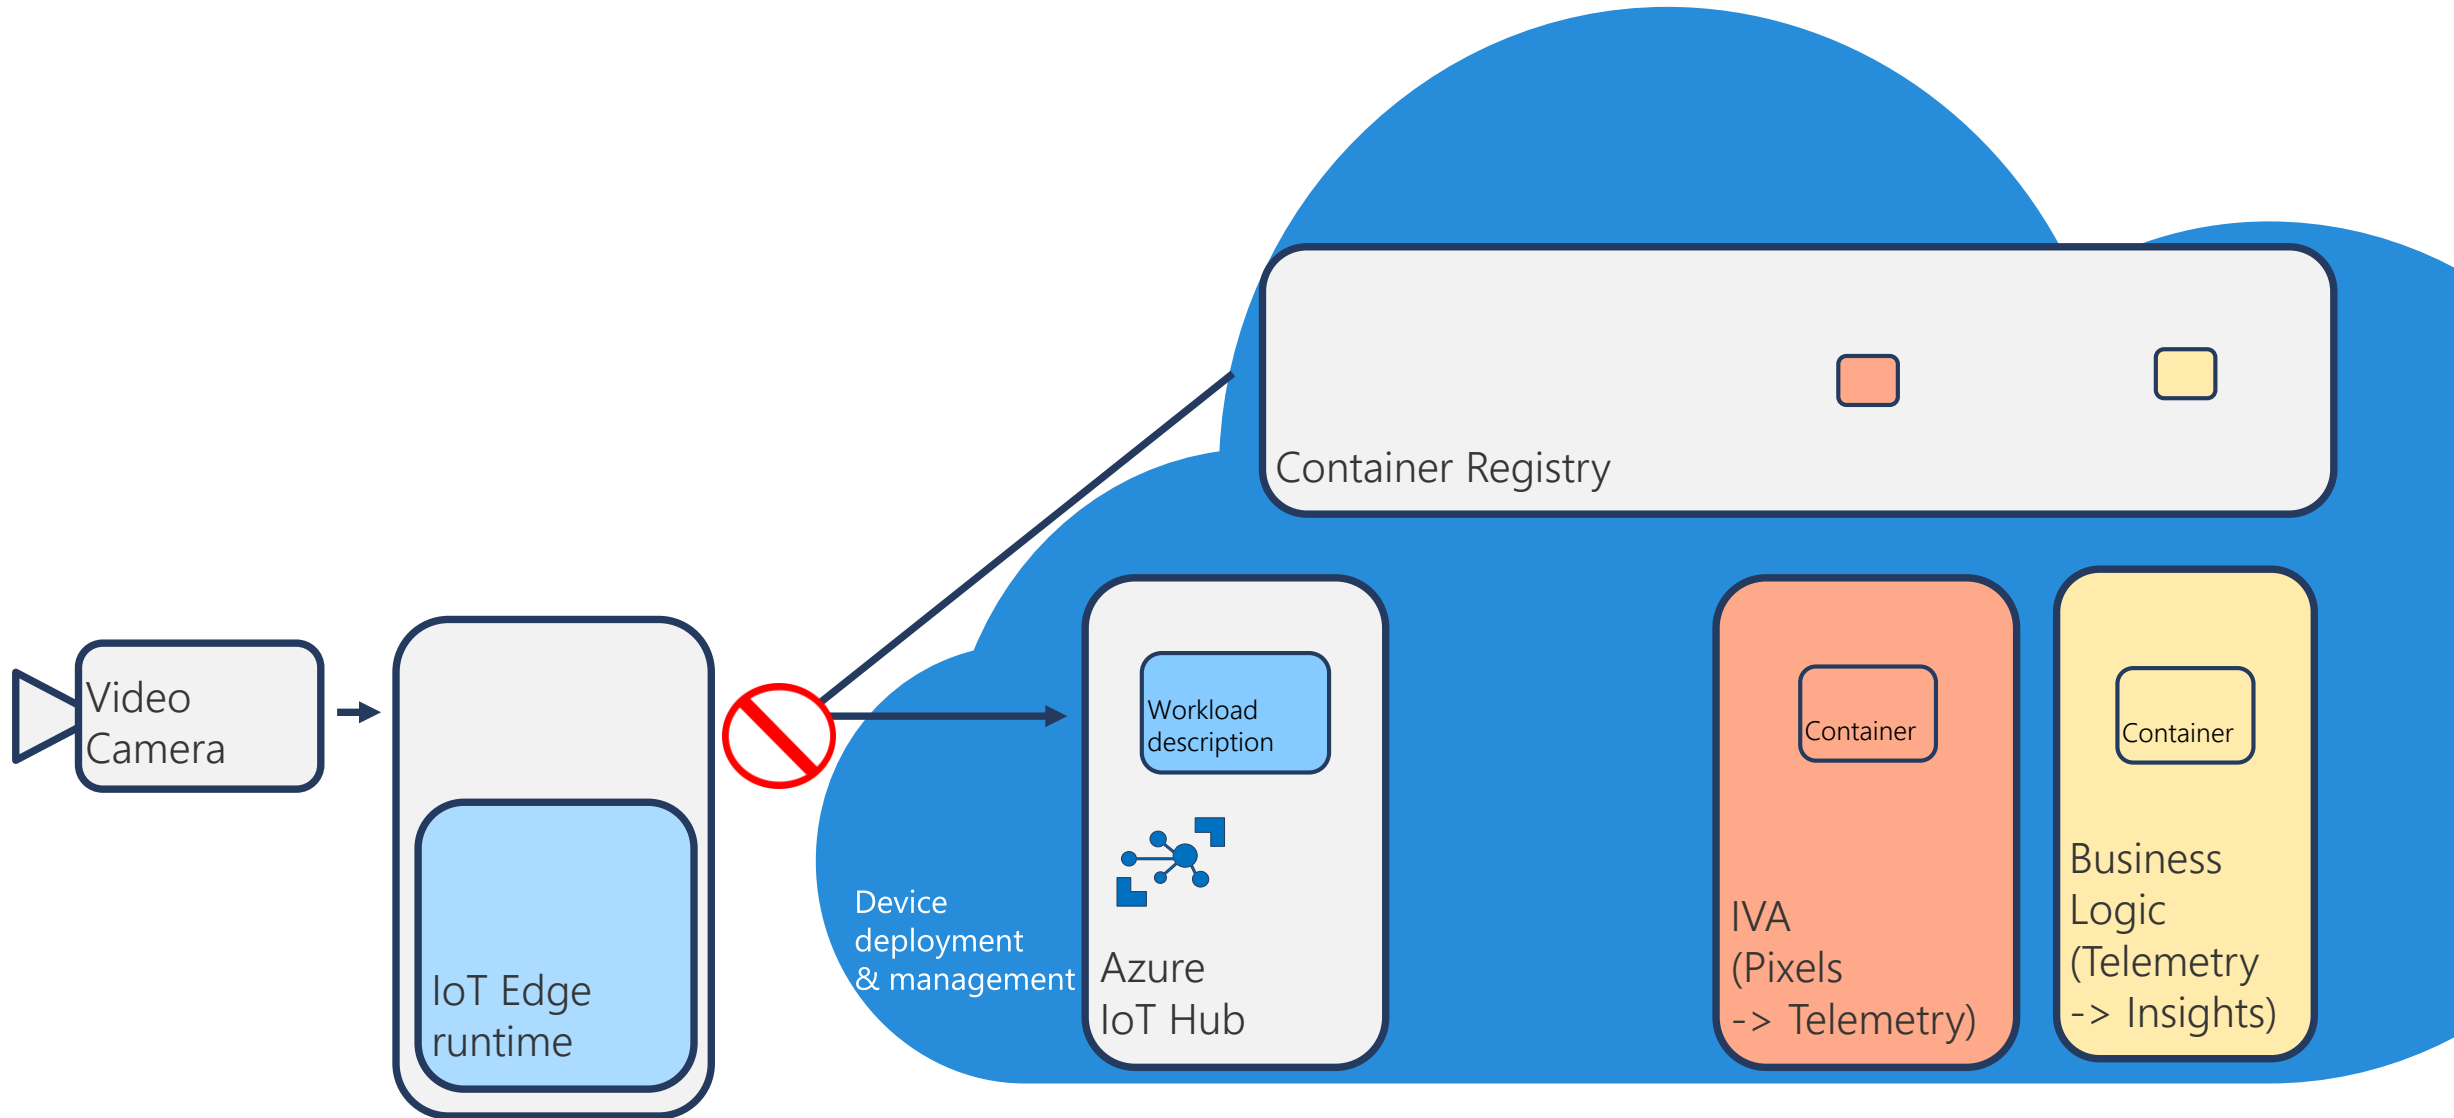 Container Registry
Video
Camera
IoT Edge
runtime
Device
deployment
& management
Workload
description
Azure
IoT Hub
Container
IVA
(Pixels
-> Telemetry)
Container
Business
Logic
(Telemetry
-> Insights)